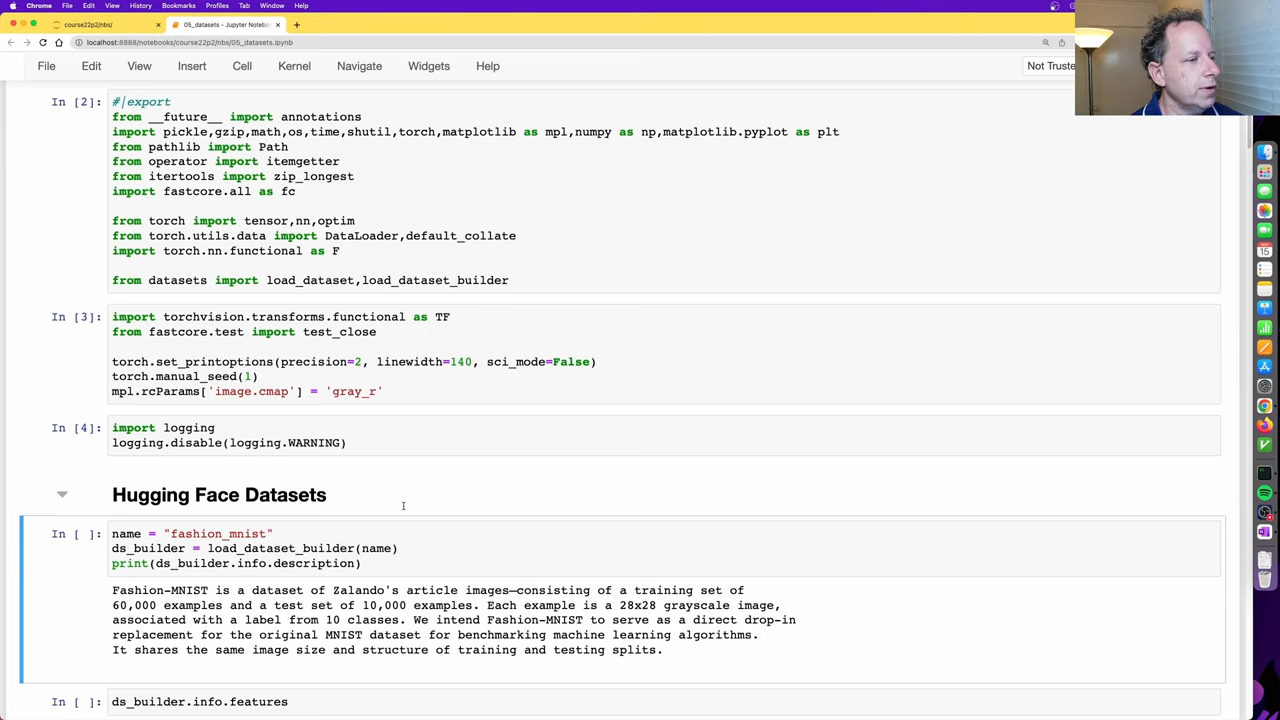 Chrome File Edit View History Bookmarks Profiles Tab Window Help
course22p2/nbs/
05_datasets - Jupyter Notebo
localhost:8888/notebooks/course22p2/nbs/05_datasets.ipynb
File Edit View Insert Cell Kernel Navigate Widgets Help
Not Truste
In [2]:
#|export
from __future__ import annotations
import pickle,gzip,math,os,time,shutil,torch,matplotlib as mpl,numpy as np,matplotlib.pyplot as plt
from pathlib import Path
from operator import itemgetter
from itertools import zip_longest
import fastcore.all as fc
from torch import tensor,nn,optim
from torch.utils.data import DataLoader,default_collate
import torch.nn.functional as F
from datasets import load_dataset,load_dataset_builder
In [3]:
import torchvision.transforms.functional as TF
from fastcore.test import test_close
torch.set_printoptions(precision=2, linewidth=140, sci_mode=False)
torch.manual_seed(1)
mpl.rcParams['image.cmap'] = 'gray_r'
In [4]:
import logging
logging.disable(logging.WARNING)
Hugging Face Datasets
In [ ]:
name = "fashion_mnist"
ds_builder = load_dataset_builder(name)
print(ds_builder.info.description)
Fashion-MNIST is a dataset of Zalando's article images—consisting of a training set of
60,000 examples and a test set of 10,000 examples. Each example is a 28x28 grayscale image,
associated with a label from 10 classes. We intend Fashion-MNIST to serve as a direct drop-in
replacement for the original MNIST dataset for benchmarking machine learning algorithms.
It shares the same image size and structure of training and testing splits.
In [ ]:
ds_builder.info.features
15